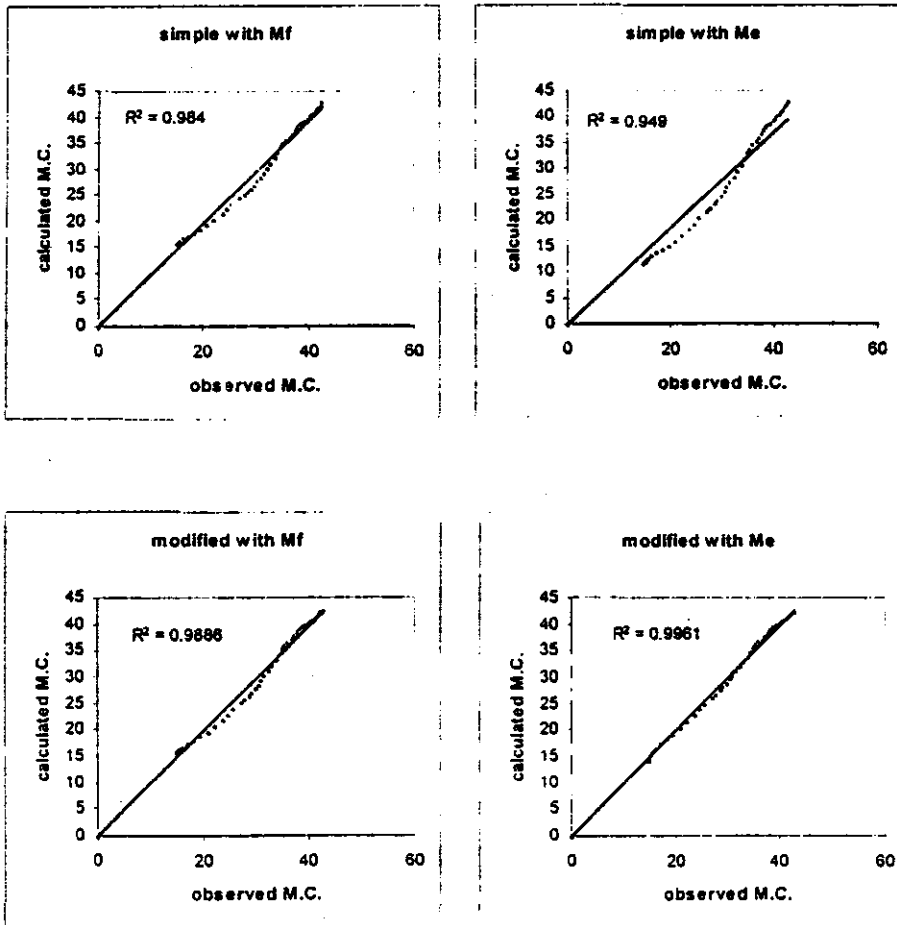 simple with Mf
45
40
35
30
25
20
15
10
5
0
R² = 0.984
calculated M.C.
0 20 40 60
observed M.C.
simple with Me
45
40
35
30
25
20
15
10
5
0
R² = 0.949
calculated M.C.
0 20 40 60
observed M.C.
modified with Mf
45
40
35
30
25
20
15
10
5
0
R² = 0.9886
calculated M.C.
0 20 40 60
observed M.C.
modified with Me
45
40
35
30
25
20
15
10
5
0
R² = 0.9961
calculated M.C.
0 20 40 60
observed M.C.